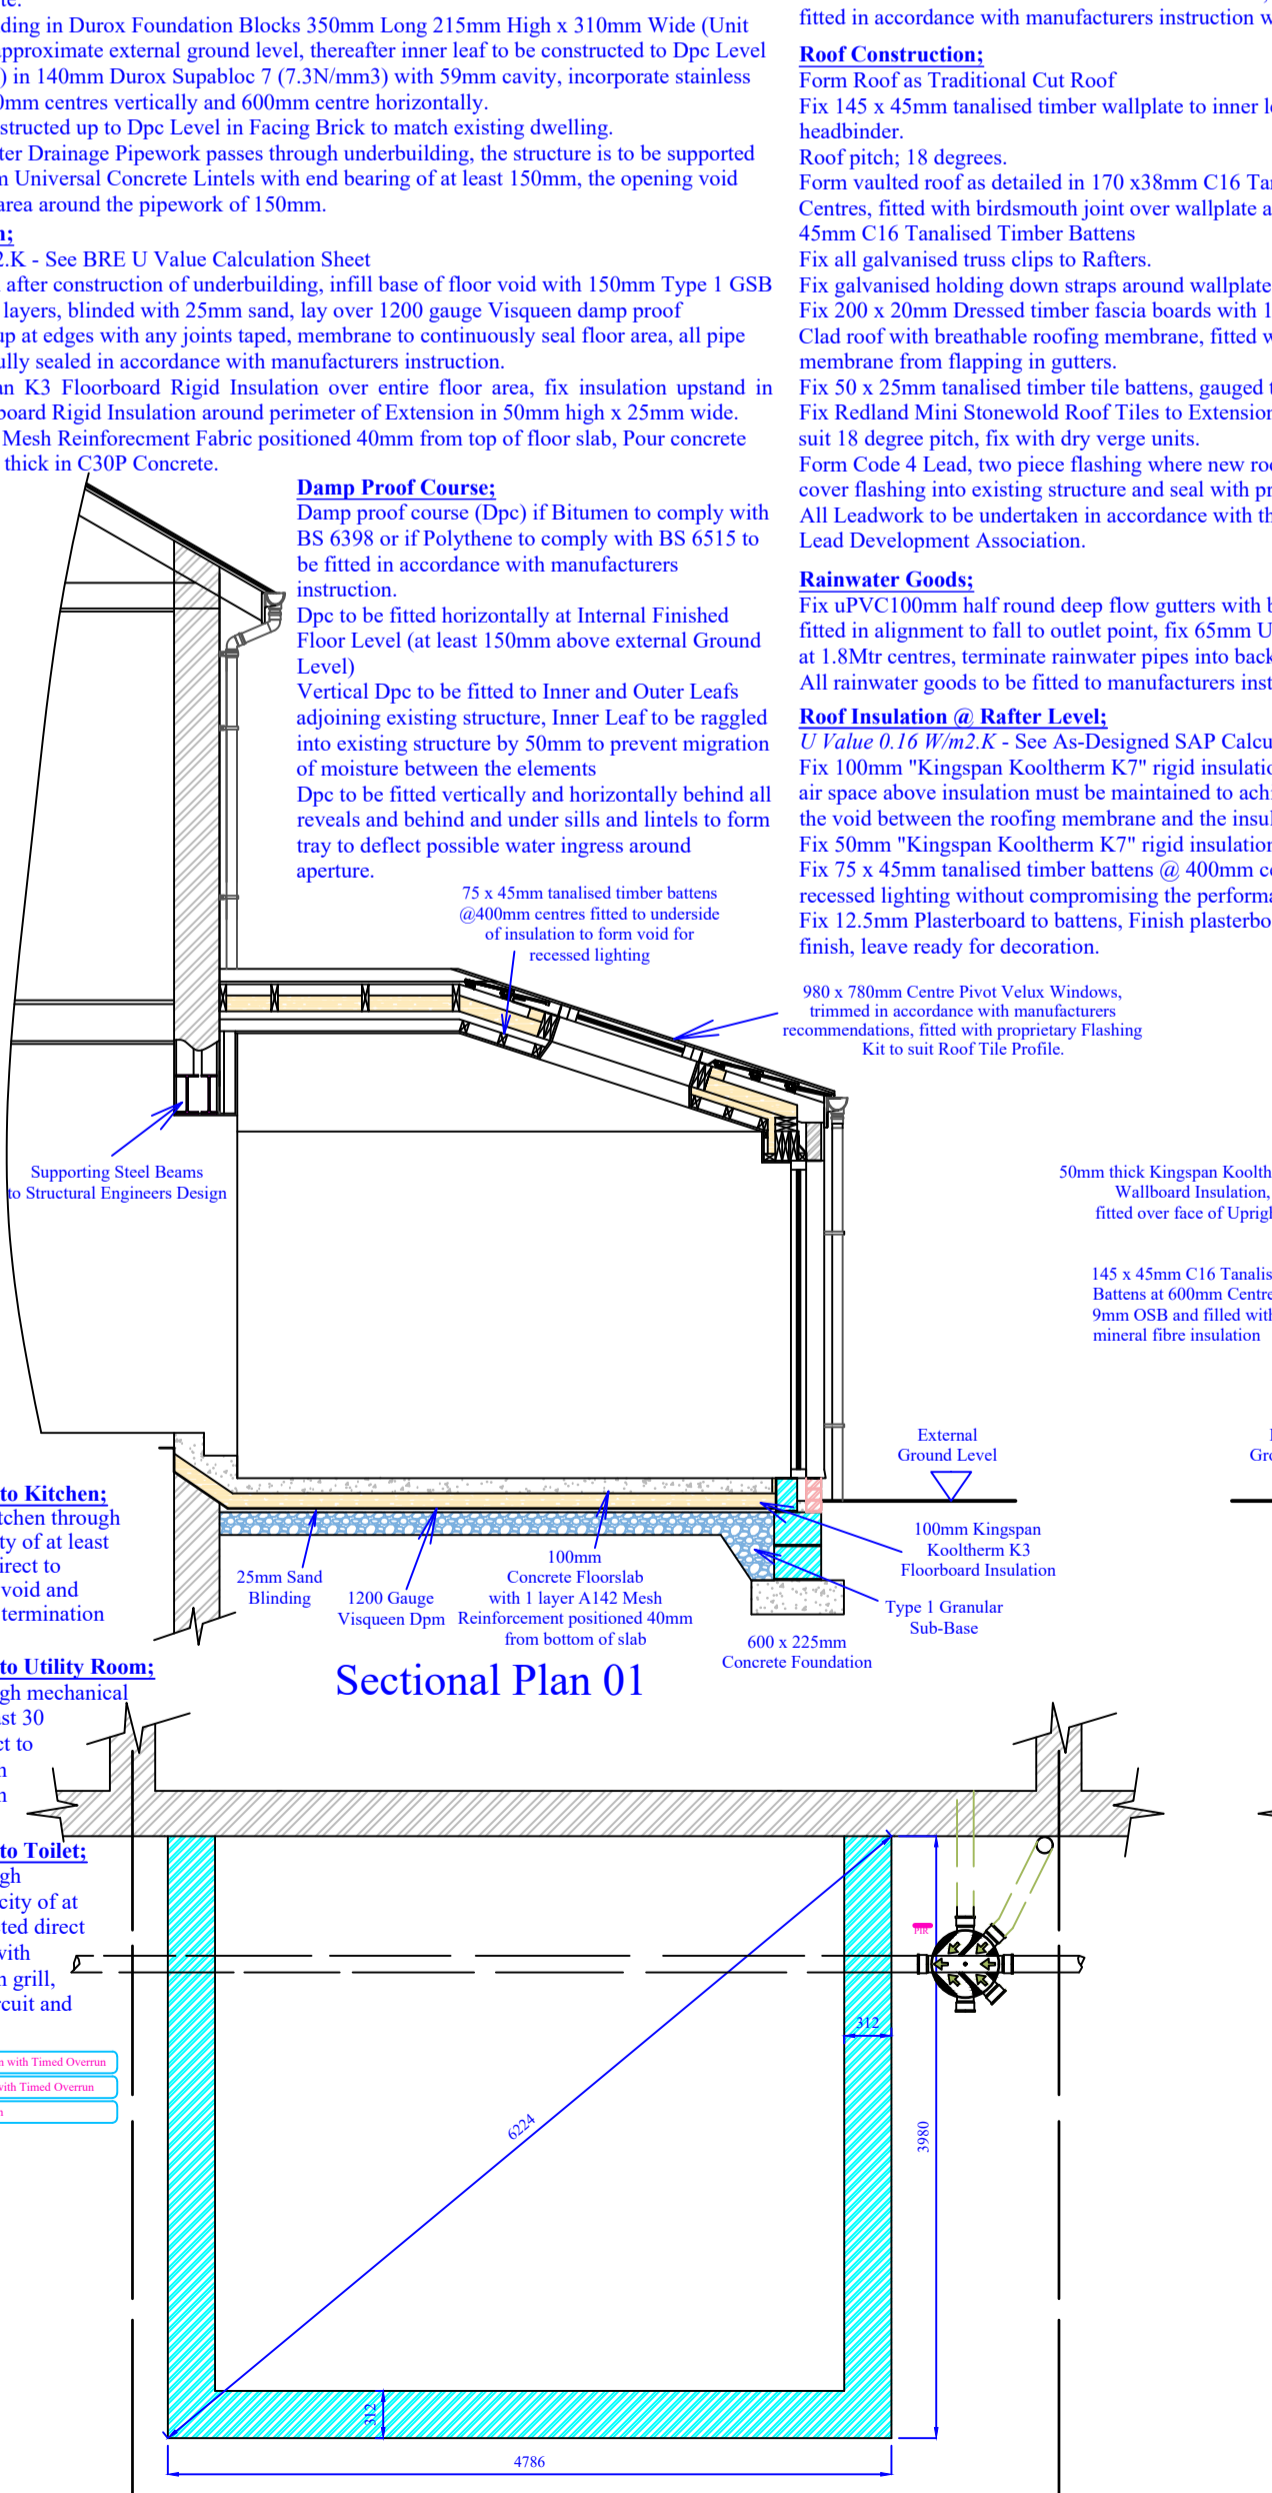 te.
ding in Durox Foundation Blocks 350mm Long 215mm High x 310mm Wide (Unit
approximate external ground level, thereafter inner leaf to be constructed to Dpc Level
) in 140mm Durox Supabloc 7 (7.3N/mm3) with 59mm cavity, incorporate stainless
0mm centres vertically and 600mm centre horizontally.
structed up to Dpc Level in Facing Brick to match existing dwelling.
ter Drainage Pipework passes through underbuilding, the structure is to be supported
n Universal Concrete Lintels with end bearing of at least 150mm, the opening void
area around the pipework of 150mm.
n;
2.K - See BRE U Value Calculation Sheet
after construction of underbuilding, infill base of floor void with 150mm Type 1 GSB
layers, blinded with 25mm sand, lay over 1200 gauge Visqueen damp proof
up at edges with any joints taped, membrane to continuously seal floor area, all pipe
fully sealed in accordance with manufacturers instruction.
an K3 Floorboard Rigid Insulation over entire floor area, fix insulation upstand in
board Rigid Insulation around perimeter of Extension in 50mm high x 25mm wide.
Mesh Reinforecment Fabric positioned 40mm from top of floor slab, Pour concrete
thick in C30P Concrete.
Damp Proof Course;
Damp proof course (Dpc) if Bitumen to comply with
BS 6398 or if Polythene to comply with BS 6515 to
be fitted in accordance with manufacturers
instruction.
Dpc to be fitted horizontally at Internal Finished
Floor Level (at least 150mm above external Ground
Level)
Vertical Dpc to be fitted to Inner and Outer Leafs
adjoining existing structure, Inner Leaf to be raggled
into existing structure by 50mm to prevent migration
of moisture between the elements
Dpc to be fitted vertically and horizontally behind all
reveals and behind and under sills and lintels to form
tray to deflect possible water ingress around
aperture.
fitted in accordance with manufacturers instruction w
Roof Construction;
Form Roof as Traditional Cut Roof
Fix 145 x 45mm tanalised timber wallplate to inner le
headbinder.
Roof pitch; 18 degrees.
Form vaulted roof as detailed in 170 x38mm C16 Tan
Centres, fitted with birdsmouth joint over wallplate a
45mm C16 Tanalised Timber Battens
Fix all galvanised truss clips to Rafters.
Fix galvanised holding down straps around wallplate
Fix 200 x 20mm Dressed timber fascia boards with 1
Clad roof with breathable roofing membrane, fitted w
membrane from flapping in gutters.
Fix 50 x 25mm tanalised timber tile battens, gauged t
Fix Redland Mini Stonewold Roof Tiles to Extension
suit 18 degree pitch, fix with dry verge units.
Form Code 4 Lead, two piece flashing where new roo
cover flashing into existing structure and seal with pr
All Leadwork to be undertaken in accordance with th
Lead Development Association.
Rainwater Goods;
Fix uPVC100mm half round deep flow gutters with b
fitted in alignment to fall to outlet point, fix 65mm U
at 1.8Mtr centres, terminate rainwater pipes into back
All rainwater goods to be fitted to manufacturers inst
Roof Insulation @ Rafter Level;
U Value 0.16 W/m2.K - See As-Designed SAP Calcu
Fix 100mm "Kingspan Kooltherm K7" rigid insulatio
air space above insulation must be maintained to achi
the void between the roofing membrane and the insul
Fix 50mm "Kingspan Kooltherm K7" rigid insulation
Fix 75 x 45mm tanalised timber battens @ 400mm ce
recessed lighting without compromising the performa
Fix 12.5mm Plasterboard to battens, Finish plasterbo
finish, leave ready for decoration.
75 x 45mm tanalised timber battens
@400mm centres fitted to underside
of insulation to form void for
recessed lighting
980 x 780mm Centre Pivot Velux Windows,
trimmed in accordance with manufacturers
recommendations, fitted with proprietary Flashing
Kit to suit Roof Tile Profile.
Supporting Steel Beams
to Structural Engineers Design
50mm thick Kingspan Koolth
Wallboard Insulation,
fitted over face of Uprigh
145 x 45mm C16 Tanalis
Battens at 600mm Centre
9mm OSB and filled with
mineral fibre insulation
External
Ground Level
Gro
to Kitchen;
tchen through
ty of at least
irect to
void and
termination
25mm Sand
Blinding
1200 Gauge
Visqueen Dpm
100mm
Concrete Floorslab
with 1 layer A142 Mesh
Reinforcement positioned 40mm
from bottom of slab
100mm Kingspan
Kooltherm K3
Floorboard Insulation
Type 1 Granular
Sub-Base
600 x 225mm
Concrete Foundation
Sectional Plan 01
to Utility Room;
gh mechanical
ast 30
ct to
n
n
to Toilet;
gh
city of at
cted direct
with
n grill,
rcuit and
n with Timed Overrun
with Timed Overrun
n
312
6224
3980
312
4786